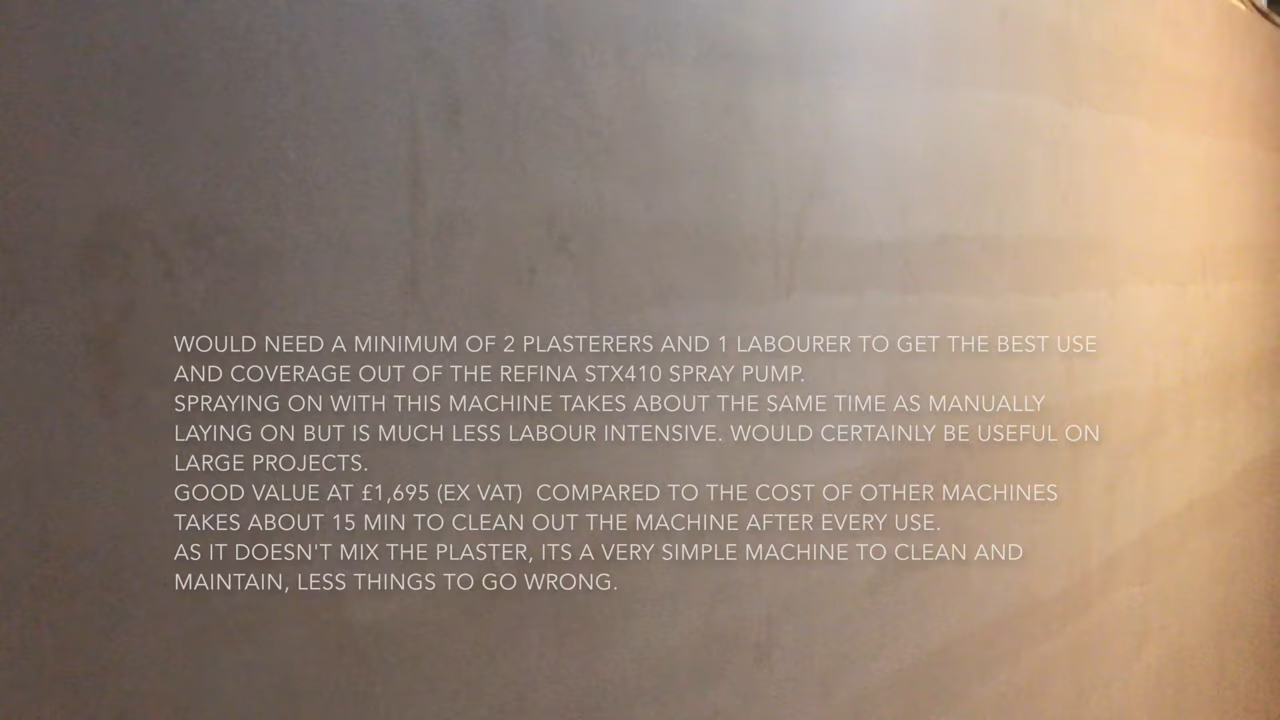 WOULD NEED A MINIMUM OF 2 PLASTERERS AND 1 LABOURER TO GET THE BEST USE
AND COVERAGE OUT OF THE REFINA STX410 SPRAY PUMP.
SPRAYING ON WITH THIS MACHINE TAKES ABOUT THE SAME TIME AS MANUALLY
LAYING ON BUT IS MUCH LESS LABOUR INTENSIVE. WOULD CERTAINLY BE USEFUL ON
LARGE PROJECTS.
GOOD VALUE AT £1,695 (EX VAT)  COMPARED TO THE COST OF OTHER MACHINES
TAKES ABOUT 15 MIN TO CLEAN OUT THE MACHINE AFTER EVERY USE.
AS IT DOESN'T MIX THE PLASTER, ITS A VERY SIMPLE MACHINE TO CLEAN AND
MAINTAIN, LESS THINGS TO GO WRONG.